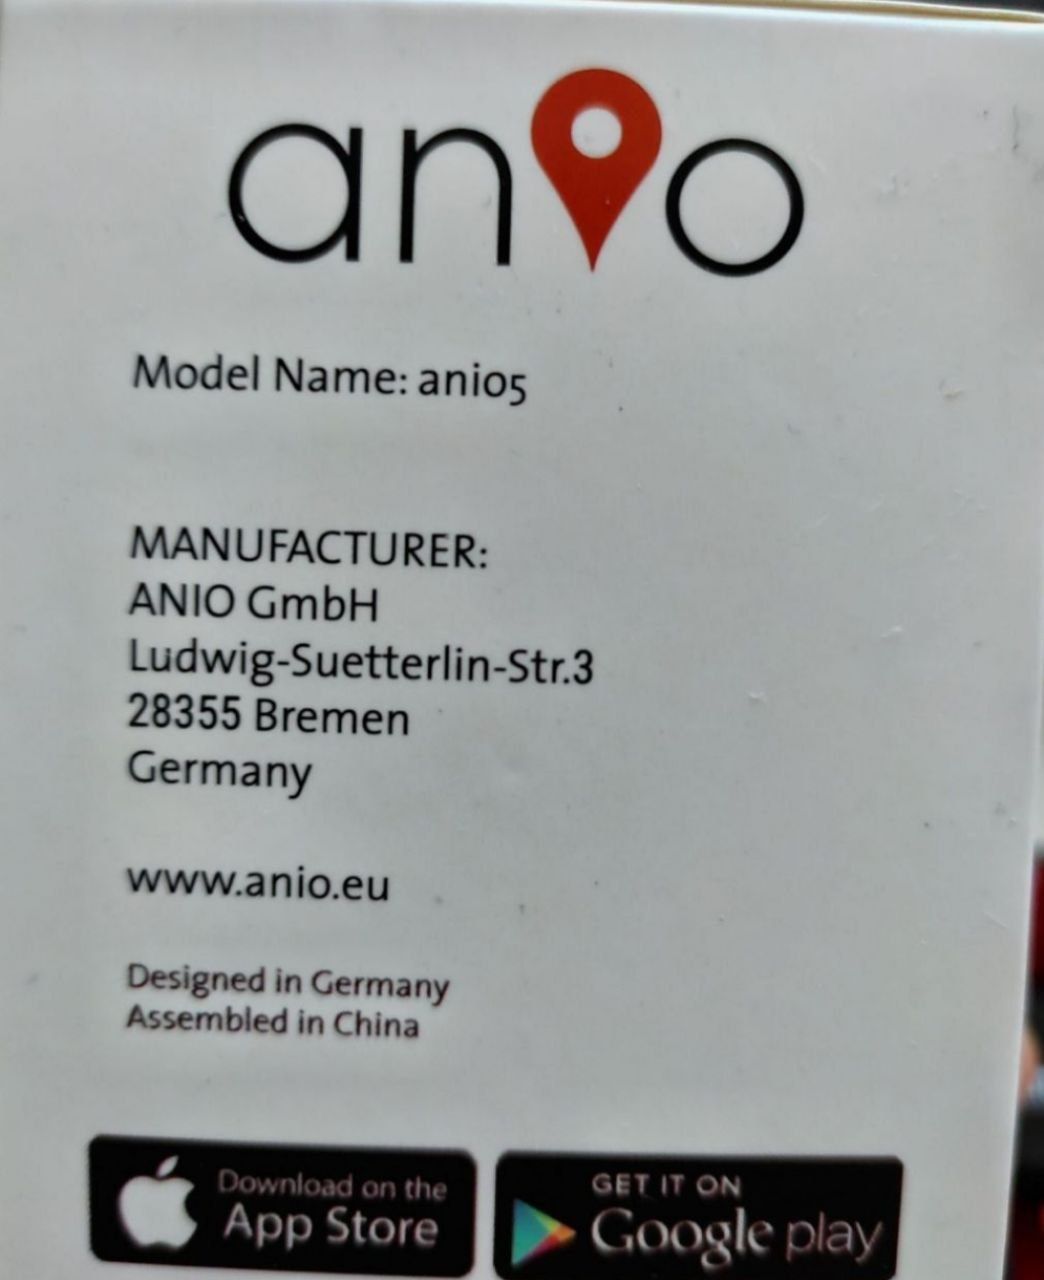 anio
Model Name: anio5
MANUFACTURER:
ANIO GmbH
Ludwig-Suetterlin-Str.3
28355 Bremen
Germany
www.anio.eu
Designed in Germany
Assembled in China
Download on the
App Store
GET IT ON
Google play